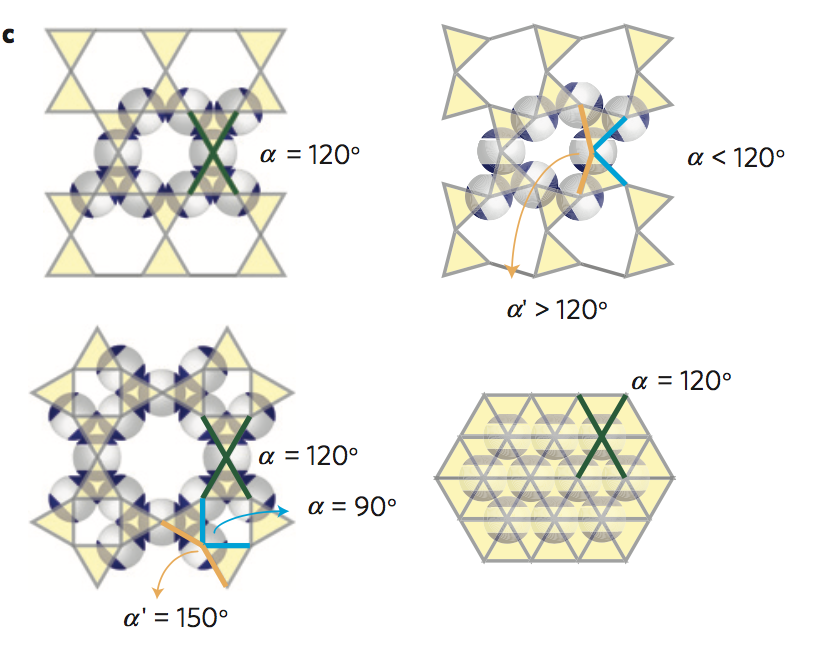 c
α = 120°
α < 120°
α' > 120°
α = 120°
α = 120°
α = 90°
α' = 150°